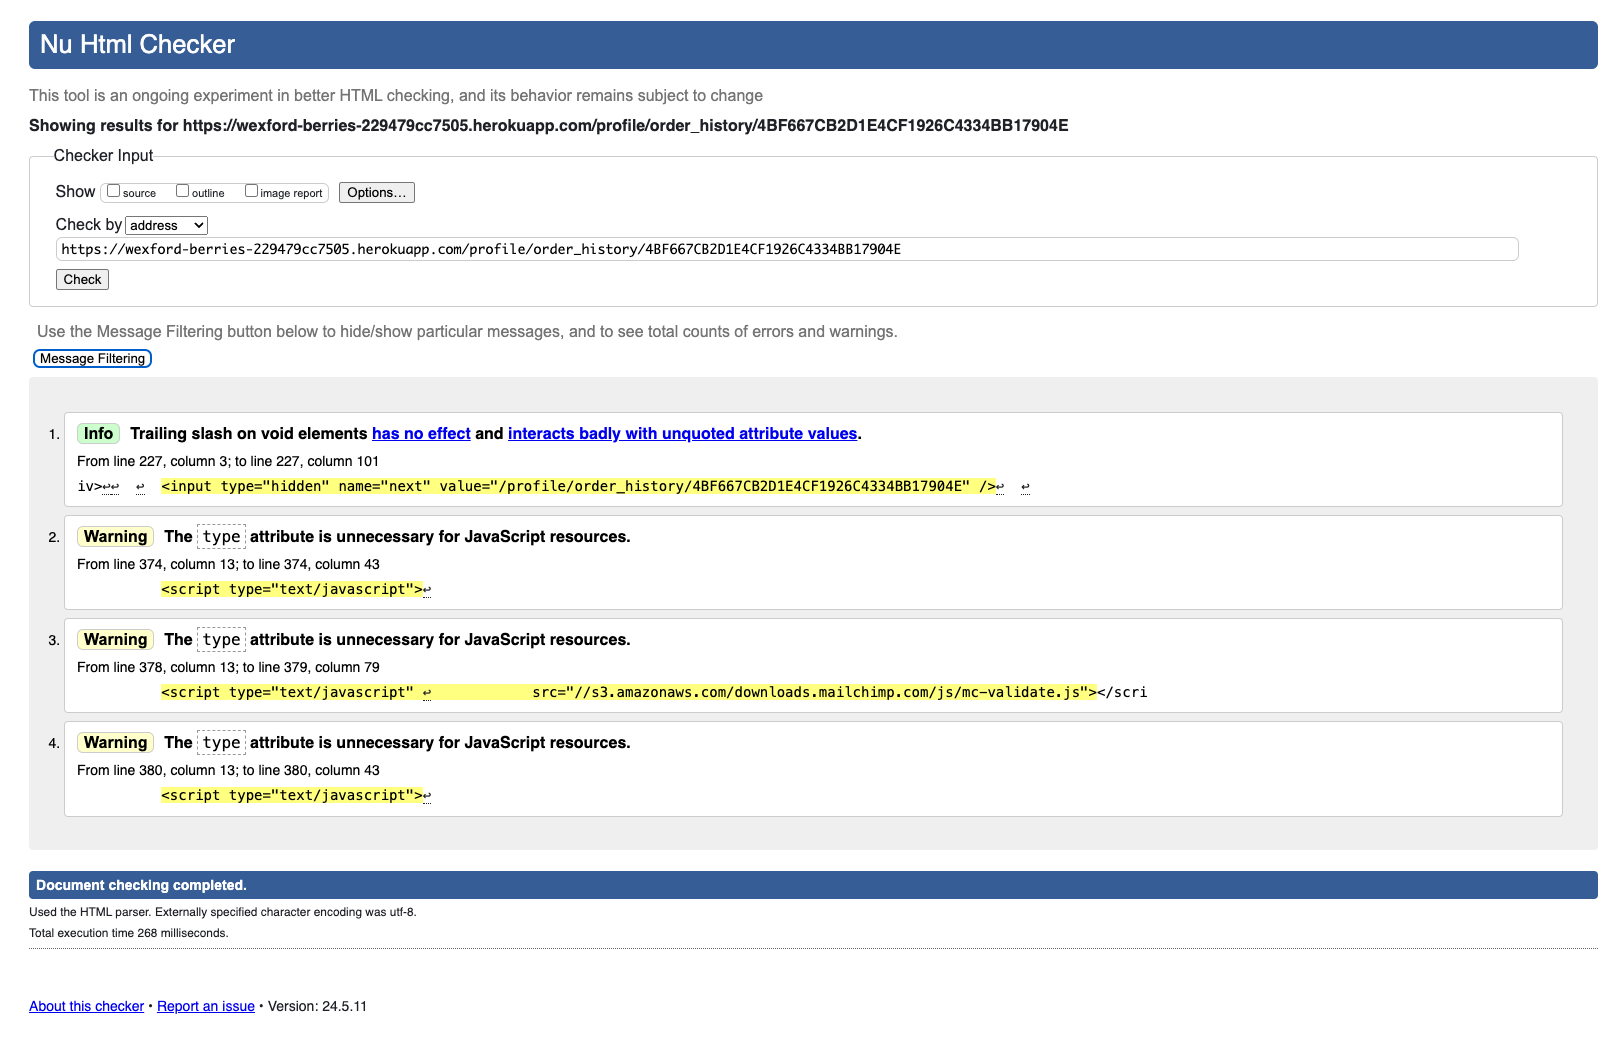 Nu Html Checker
This tool is an ongoing experiment in better HTML checking, and its behavior remains subject to change
Showing results for https://wexford-berries-229479cc7505.herokuapp.com/profile/order_history/4BF667CB2D1E4CF1926C4334BB17904E
Checker Input
Show source outline image report Options...
Check by address
https://wexford-berries-229479cc7505.herokuapp.com/profile/order_history/4BF667CB2D1E4CF1926C4334BB17904E
Check
Use the Message Filtering button below to hide/show particular messages, and to see total counts of errors and warnings.
Message Filtering
1. Info Trailing slash on void elements has no effect and interacts badly with unquoted attribute values.
From line 227, column 3; to line 227, column 101
iv>↩↩ ↩ <input type="hidden" name="next" value="/profile/order_history/4BF667CB2D1E4CF1926C4334BB17904E" />↩ ↩
2. Warning The type attribute is unnecessary for JavaScript resources.
From line 374, column 13; to line 374, column 43
<script type="text/javascript">↩
3. Warning The type attribute is unnecessary for JavaScript resources.
From line 378, column 13; to line 379, column 79
<script type="text/javascript" ↩ src="//s3.amazonaws.com/downloads.mailchimp.com/js/mc-validate.js"></scri
4. Warning The type attribute is unnecessary for JavaScript resources.
From line 380, column 13; to line 380, column 43
<script type="text/javascript">↩
Document checking completed.
Used the HTML parser. Externally specified character encoding was utf-8.
Total execution time 268 milliseconds.
About this checker • Report an issue • Version: 24.5.11